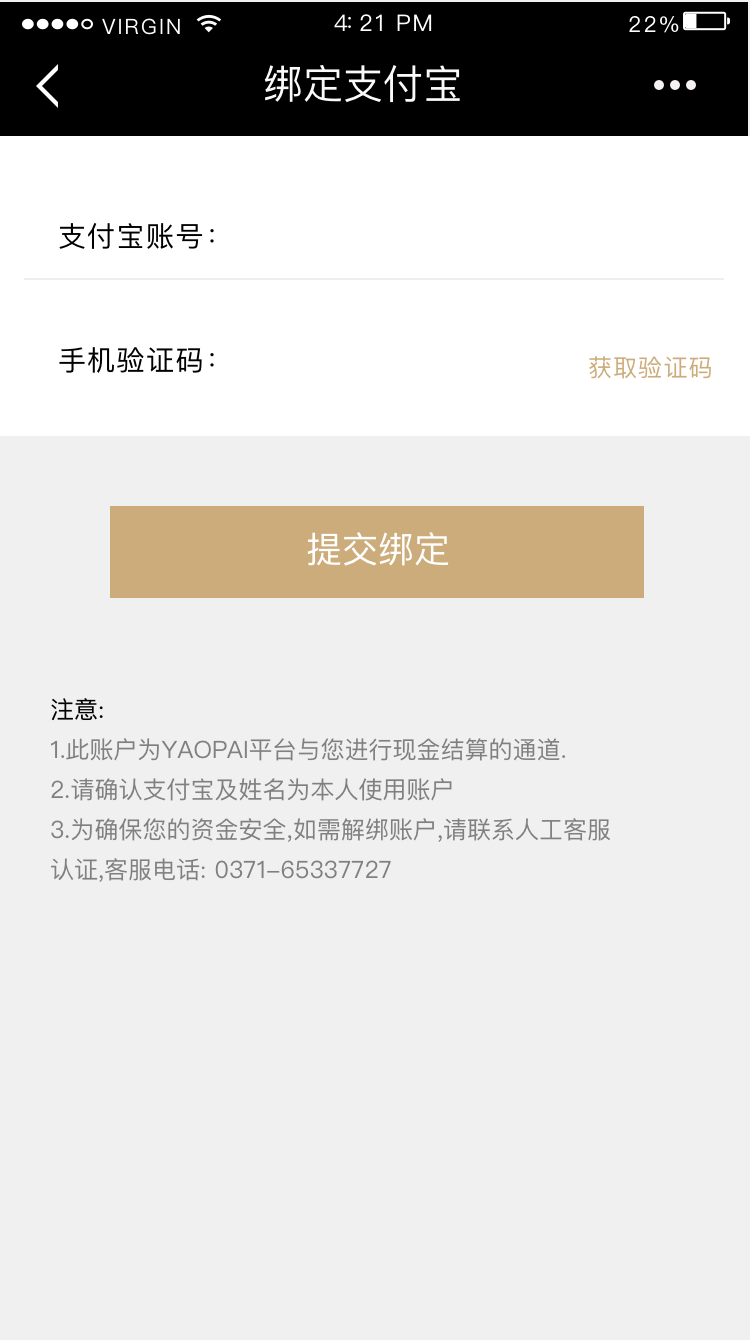 VIRGIN 4: 21 PM 22%
绑定支付宝
支付宝账号:
手机验证码:
获取验证码
提交绑定
注意:
1.此账户为YAOPAI平台与您进行现金结算的通道.
2.请确认支付宝及姓名为本人使用账户
3.为确保您的资金安全,如需解绑账户,请联系人工客服
认证,客服电话: 0371-65337727